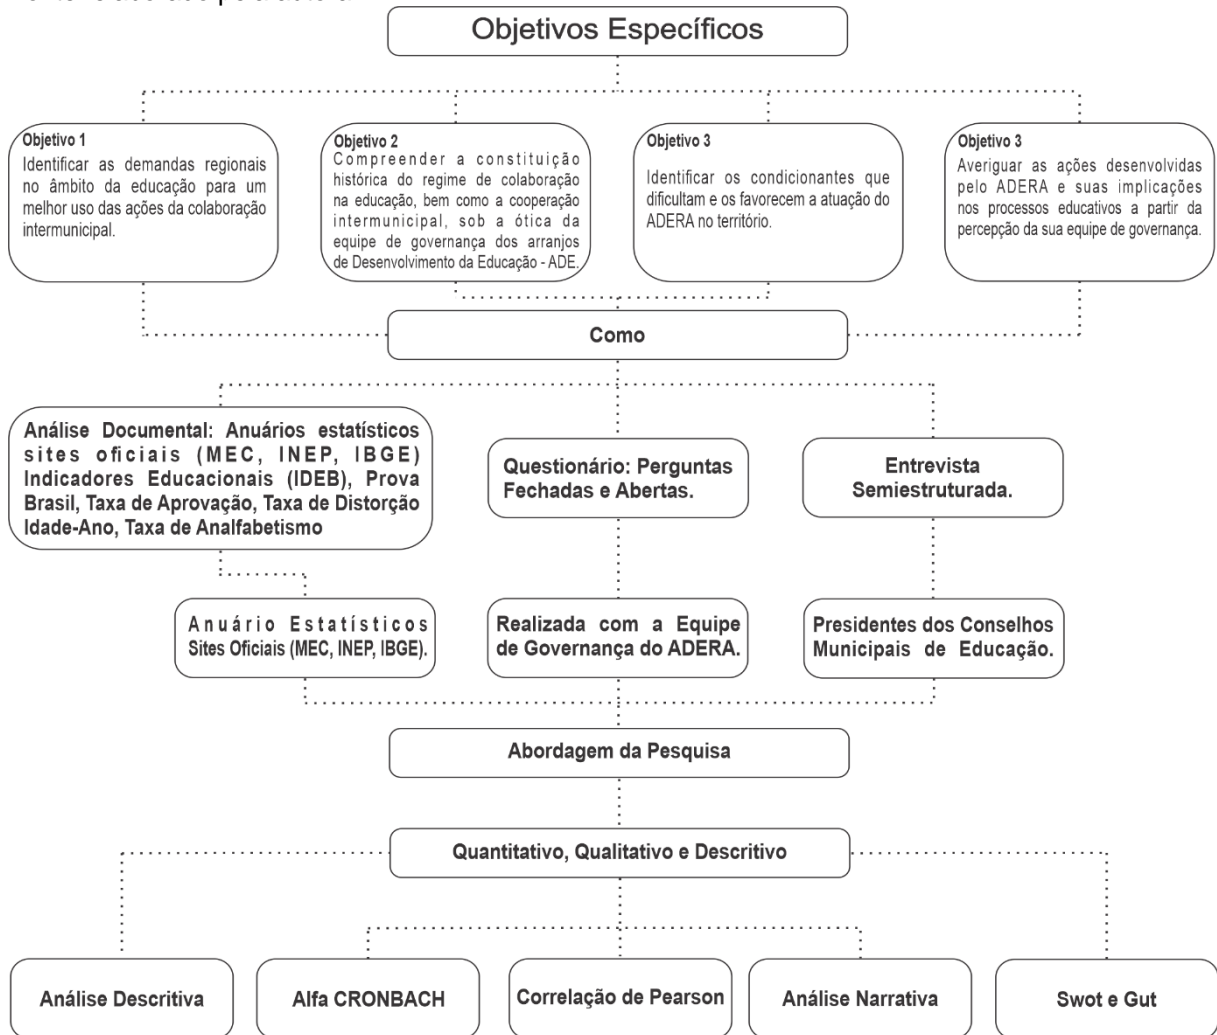 Objetivos Específicos
Objetivo 1
Identificar as demandas regionais
no âmbito da educação para um
melhor uso das ações da colaboração
intermunicipal.
Objetivo 2
Compreender a constituição
histórica do regime de colaboração
na educação, bem como a cooperação
intermunicipal, sob a ótica da
equipe de governança dos arranjos
de Desenvolvimento da Educação - ADE.
Objetivo 3
Identificar os condicionantes que
dificultam e os favorecem a atuação do
ADERA no território.
Objetivo 3
Averiguar as ações desenvolvidas
pelo ADERA e suas implicações
nos processos educativos a partir da
percepção da sua equipe de governança.
Como
Análise Documental: Anuários estatísticos
sites oficiais (MEC, INEP, IBGE)
Indicadores Educacionais (IDEB), Prova
Brasil, Taxa de Aprovação, Taxa de Distorção
Idade-Ano, Taxa de Analfabetismo
Questionário: Perguntas
Fechadas e Abertas.
Entrevista
Semiestruturada.
Anuário Estatísticos
Sites Oficiais (MEC, INEP, IBGE).
Realizada com a Equipe
de Governança do ADERA.
Presidentes dos Conselhos
Municipais de Educação.
Abordagem da Pesquisa
Quantitativo, Qualitativo e Descritivo
Análise Descritiva
Alfa CRONBACH
Correlação de Pearson
Análise Narrativa
Swot e Gut